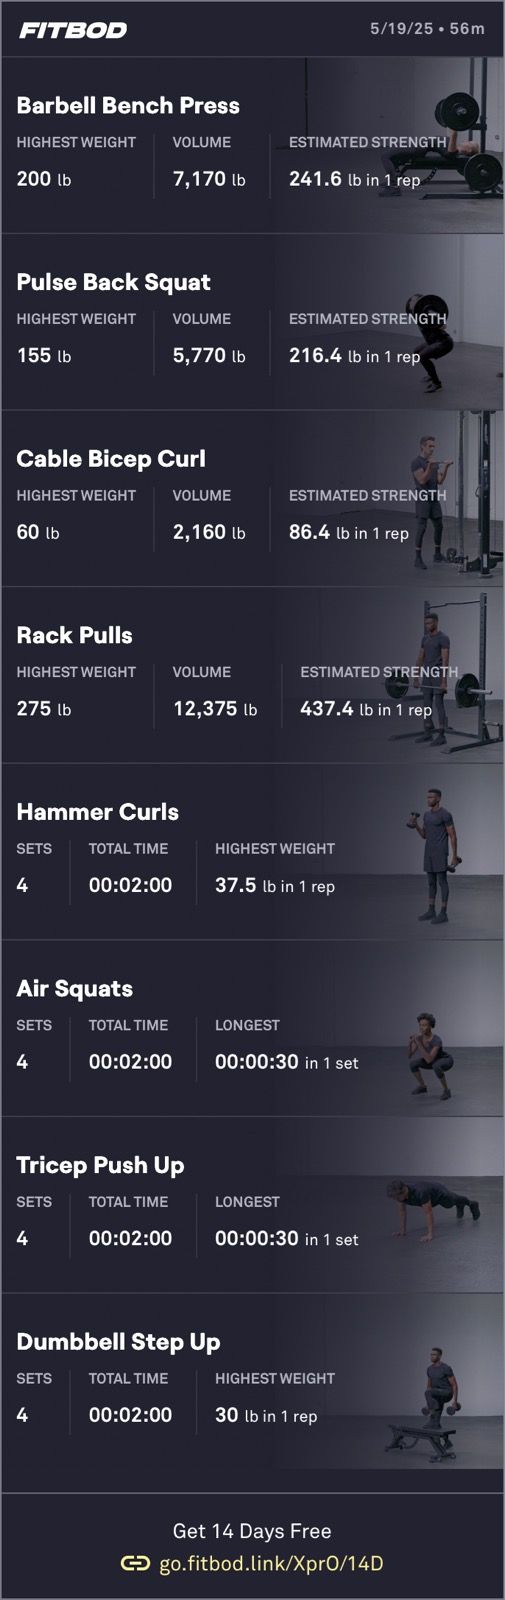 FITBOD
5/19/25 • 56m
Barbell Bench Press
HIGHEST WEIGHT VOLUME ESTIMATED STRENGTH
200 lb 7,170 lb 241.6 lb in 1 rep
Pulse Back Squat
HIGHEST WEIGHT VOLUME ESTIMATED STRENGTH
155 lb 5,770 lb 216.4 lb in 1 rep
Cable Bicep Curl
HIGHEST WEIGHT VOLUME ESTIMATED STRENGTH
60 lb 2,160 lb 86.4 lb in 1 rep
Rack Pulls
HIGHEST WEIGHT VOLUME ESTIMATED STRENGTH
275 lb 12,375 lb 437.4 lb in 1 rep
Hammer Curls
SETS TOTAL TIME HIGHEST WEIGHT
4 00:02:00 37.5 lb in 1 rep
Air Squats
SETS TOTAL TIME LONGEST
4 00:02:00 00:00:30 in 1 set
Tricep Push Up
SETS TOTAL TIME LONGEST
4 00:02:00 00:00:30 in 1 set
Dumbbell Step Up
SETS TOTAL TIME HIGHEST WEIGHT
4 00:02:00 30 lb in 1 rep
Get 14 Days Free
go.fitbod.link/XprO/14D